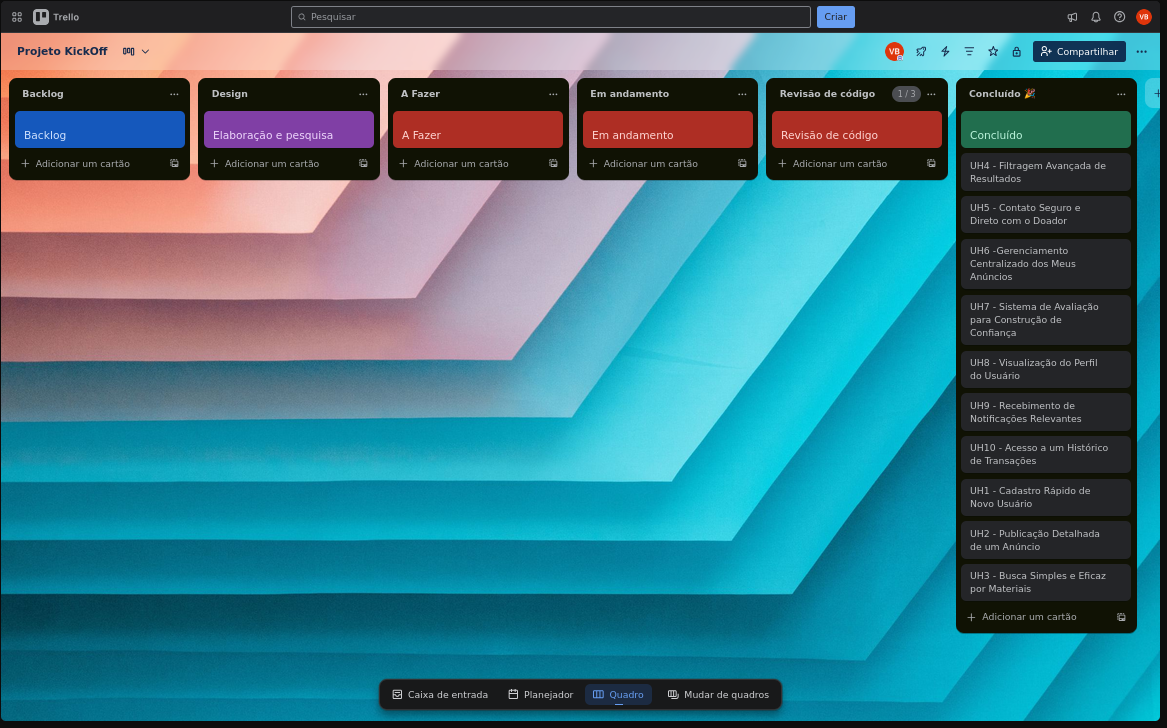 Trello
Pesquisar
Criar
VB
Projeto KickOff
VB
Compartilhar
Backlog
Backlog
Adicionar um cartão
Design
Elaboração e pesquisa
Adicionar um cartão
A Fazer
A Fazer
Adicionar um cartão
Em andamento
Em andamento
Adicionar um cartão
Revisão de código
1 / 3
Revisão de código
Adicionar um cartão
Concluído 🎉
Concluído
UH4 - Filtragem Avançada de
Resultados
UH5 - Contato Seguro e
Direto com o Doador
UH6 -Gerenciamento
Centralizado dos Meus
Anúncios
UH7 - Sistema de Avaliação
para Construção de
Confiança
UH8 - Visualização do Perfil
do Usuário
UH9 - Recebimento de
Notificações Relevantes
UH10 - Acesso a um Histórico
de Transações
UH1 - Cadastro Rápido de
Novo Usuário
UH2 - Publicação Detalhada
de um Anúncio
UH3 - Busca Simples e Eficaz
por Materiais
Adicionar um cartão
Caixa de entrada
Planejador
Quadro
Mudar de quadros